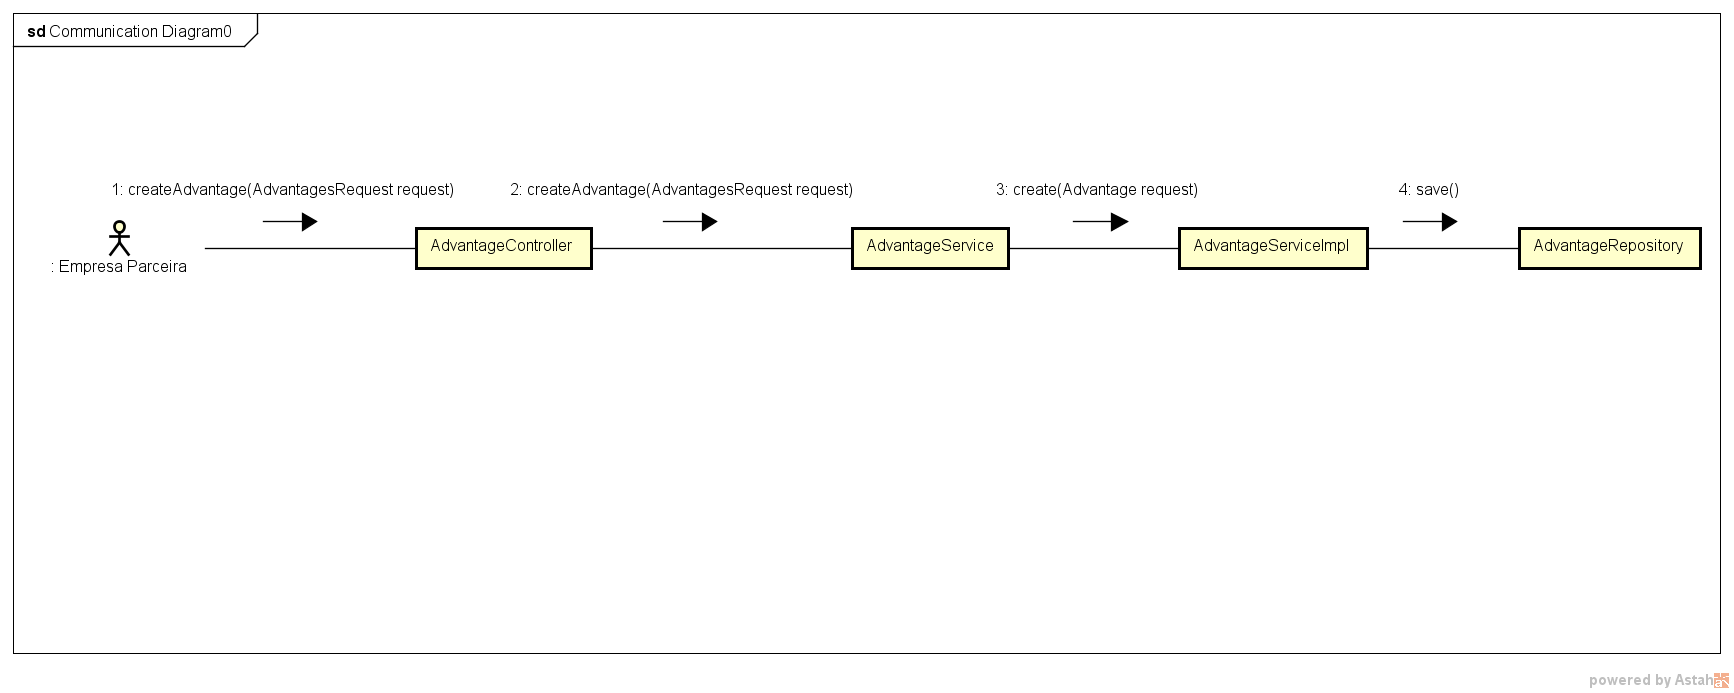 sd Communication Diagram0
1: createAdvantage(AdvantagesRequest request)
2: createAdvantage(AdvantagesRequest request)
3: create(Advantage request)
4: save()
: Empresa Parceira
AdvantageController
AdvantageService
AdvantageServiceImpl
AdvantageRepository
powered by Astah